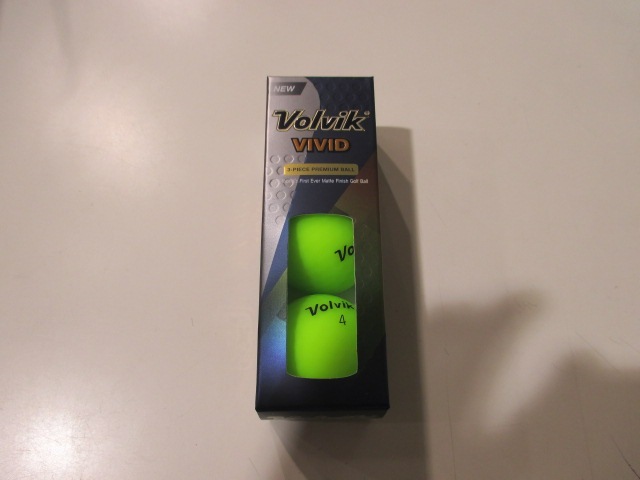 NEW
Volvik
VIVID
3-PIECE PREMIUM BALL
First Ever Matte Finish Golf Ball
Vo
Volvik
4